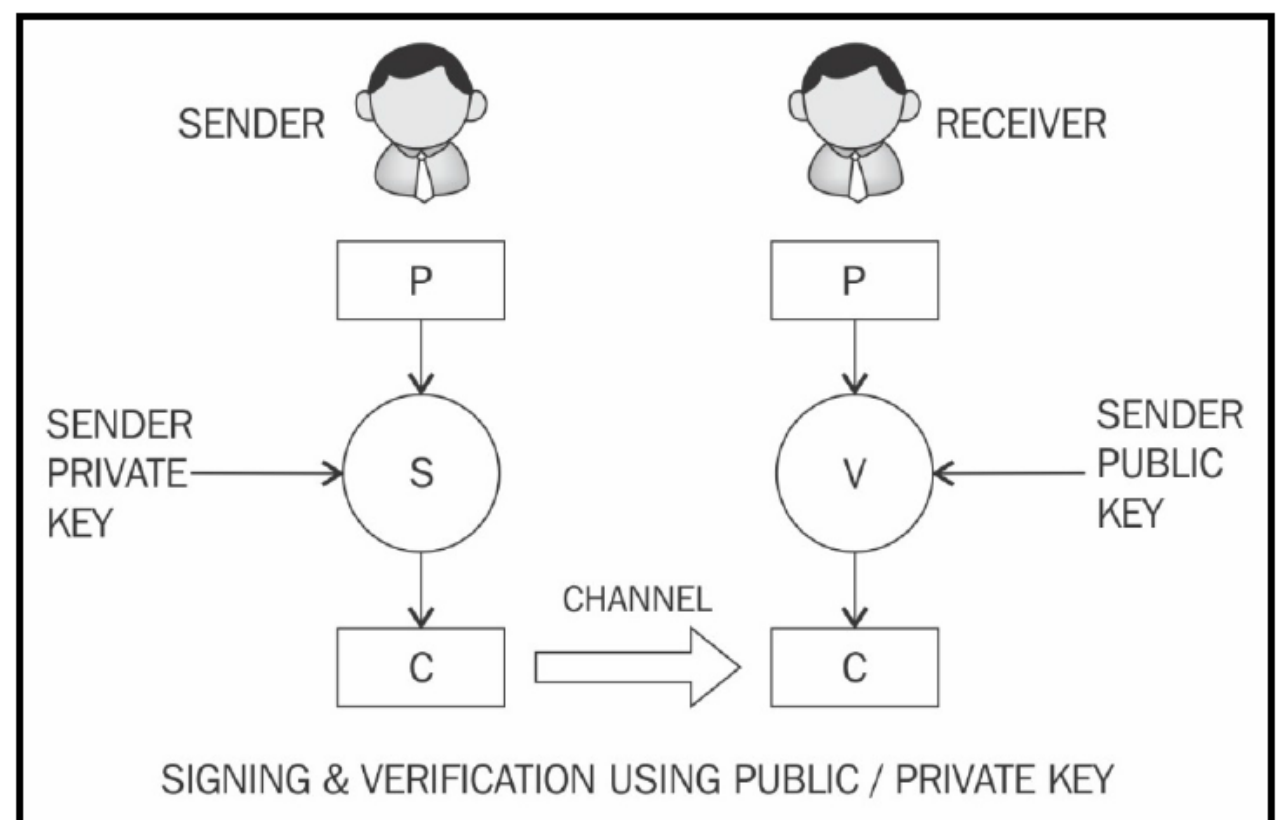 SENDER
RECEIVER
P
P
SENDER
PRIVATE
KEY
S
V
SENDER
PUBLIC
KEY
CHANNEL
C
C
SIGNING & VERIFICATION USING PUBLIC / PRIVATE KEY